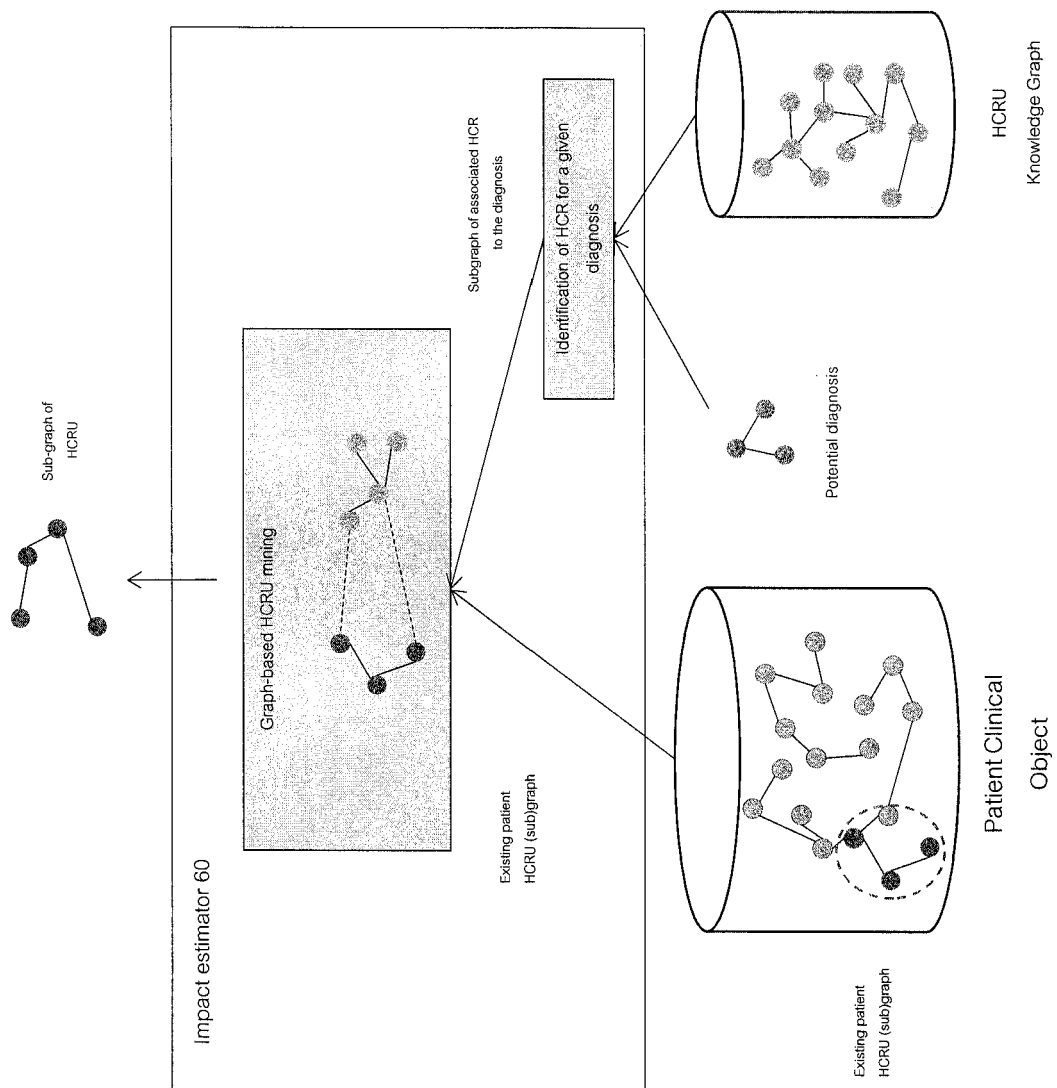 Sub-graph of
HCRU
Impact estimator 60
Graph-based HCRU mining
Subgraph of associated HCR
to the diagnosis
Existing patient
HCRU (sub)graph
Identification of HCR for a given
diagnosis
Existing patient
HCRU (sub)graph
Patient Clinical
Object
Potential diagnosis
HCRU
Knowledge Graph